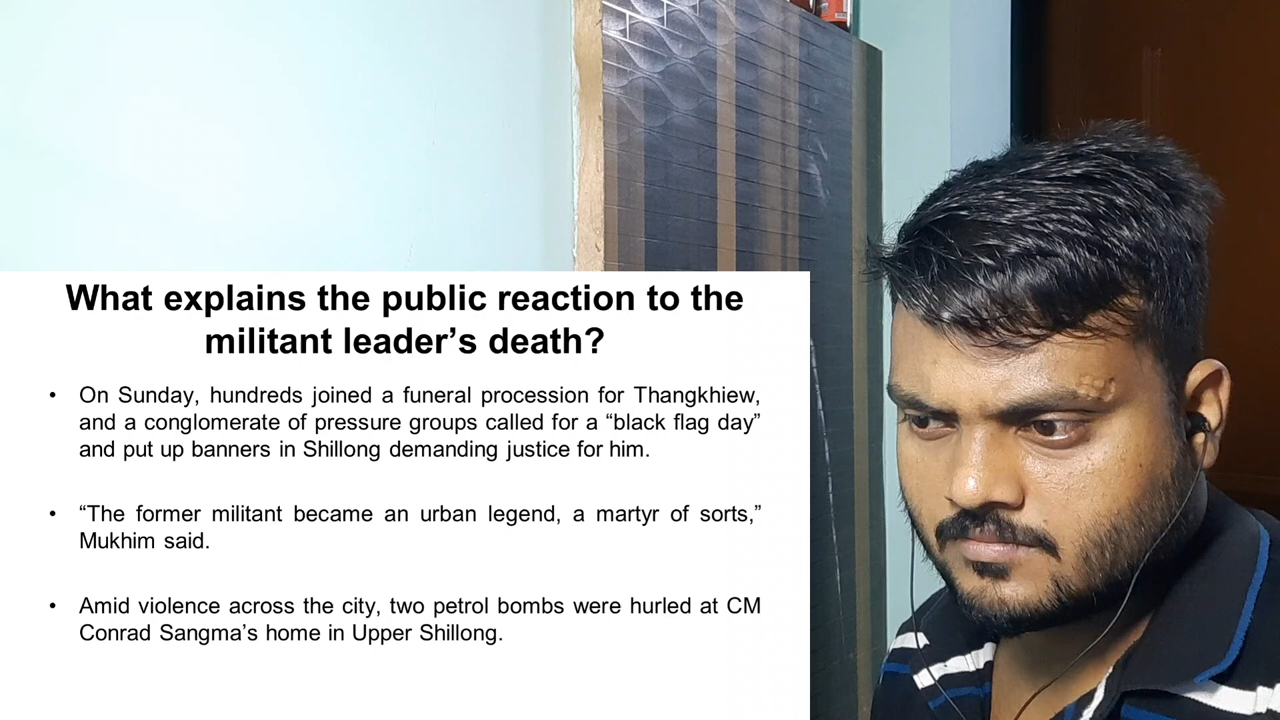 What explains the public reaction to the
militant leader’s death?
• On Sunday, hundreds joined a funeral procession for Thangkhiew,
and a conglomerate of pressure groups called for a “black flag day”
and put up banners in Shillong demanding justice for him.
• “The former militant became an urban legend, a martyr of sorts,”
Mukhim said.
• Amid violence across the city, two petrol bombs were hurled at CM
Conrad Sangma’s home in Upper Shillong.